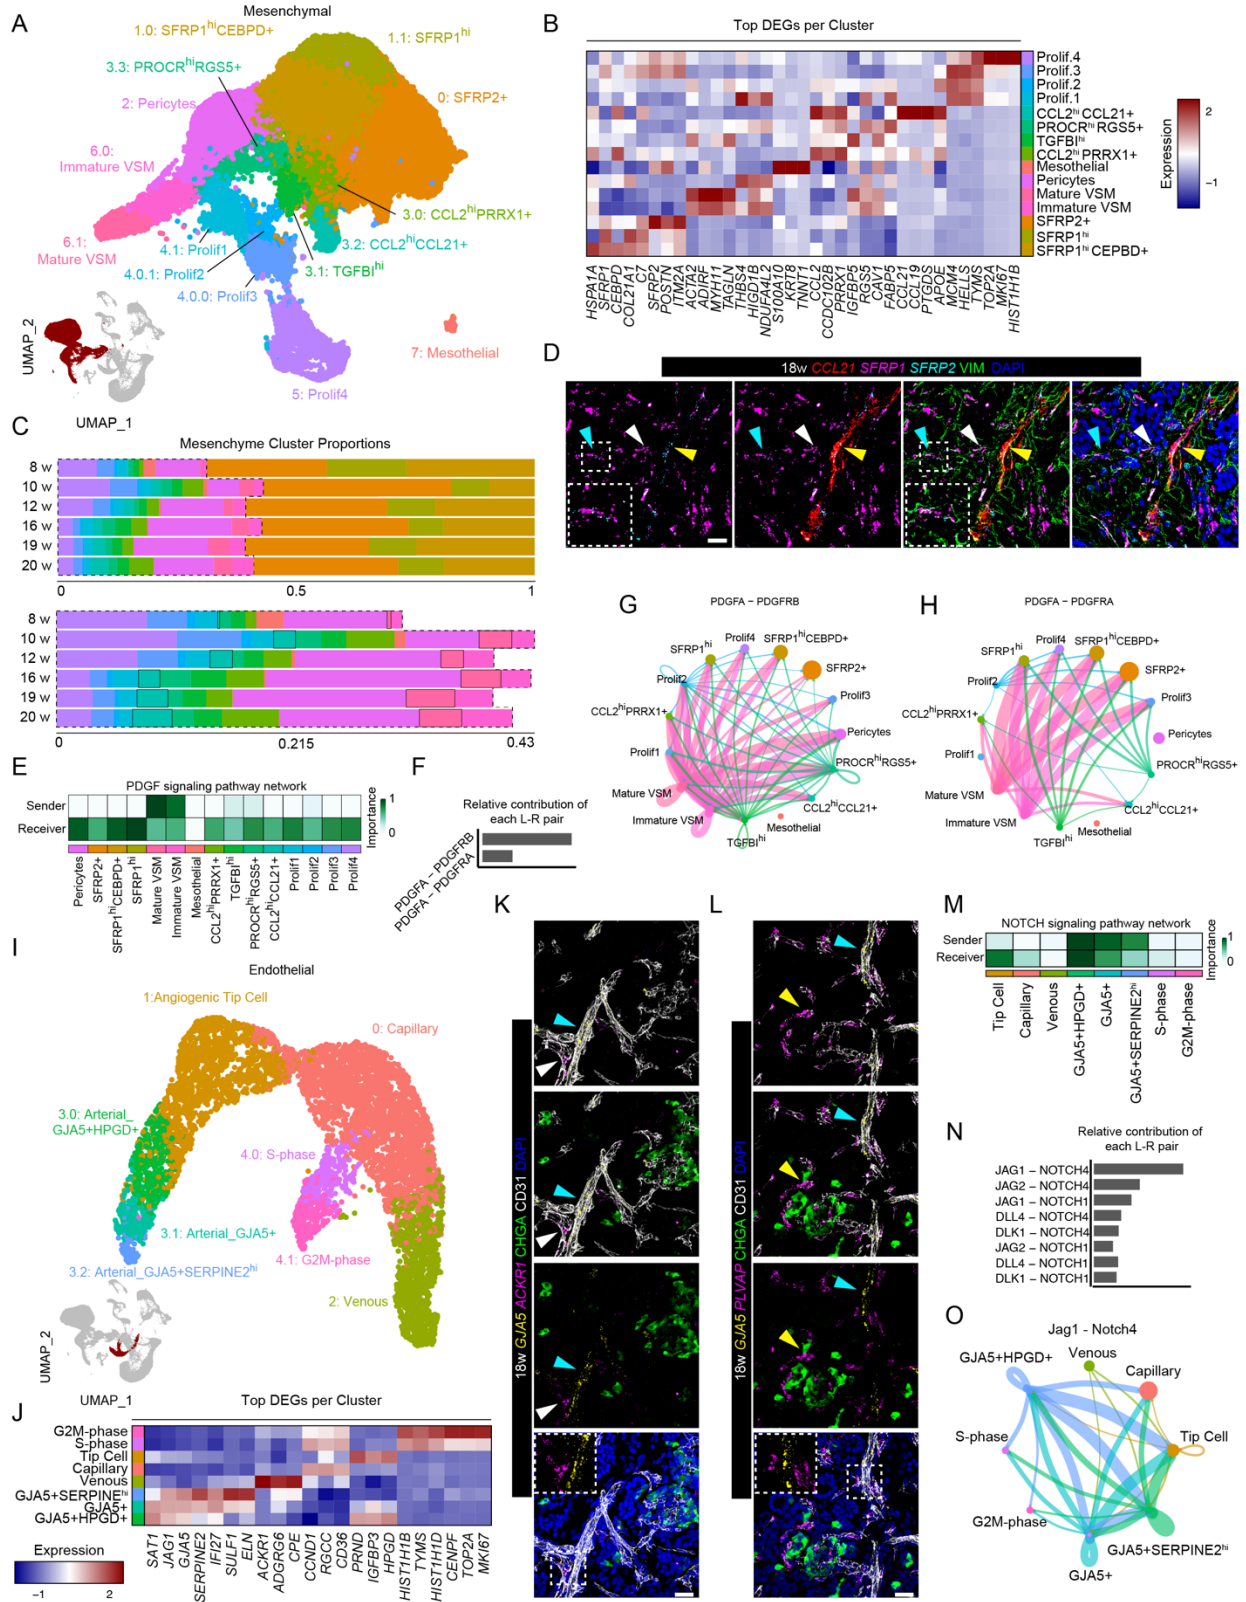 A
Mesenchymal
1.0: SFRP1hiCEBPD+
1.1: SFRP1hi
3.3: PROCRhiRGS5+
2: Pericytes
0: SFRP2+
6.0:
Immature VSM
3.0: CCL2hiPRRX1+
6.1:
Mature VSM
4.1: Prolif1
3.2: CCL2hiCCL21+
4.0.1: Prolif2
3.1: TGFBIhi
4.0.0: Prolif3
7: Mesothelial
5: Prolif4
UMAP_2
UMAP_1
B
Top DEGs per Cluster
Prolif.4
Prolif.3
Prolif.2
Prolif.1
CCL2hi CCL21+
PROCRhi RGS5+
TGFBIhi
CCL2hi PRRX1+
Mesothelial
Pericytes
Mature VSM
Immature VSM
SFRP2+
SFRP1hi
SFRP1hi CEPBD+
HSPA1A
SFRP1
CEBPD
COL21A1
C7
SFRP2
POSTN
ITM2A
ACTA2
ADIRF
MYH11
TAGLN
THBS4
HIGD1B
NDUFA4L2
S100A10
KRT8
TNNT1
CCL2
CCDC102B
PRRX1
IGFBP5
RGS5
CAV1
FABP5
CCL21
CCL19
PTGDS
APOE
MCM4
HELLS
TYMS
TOP2A
MKI67
HIST1H1B
Expression
2
−1
C
Mesenchyme Cluster Proportions
8 w
10 w
12 w
16 w
19 w
20 w
0
0.5
1
8 w
10 w
12 w
16 w
19 w
20 w
0
0.215
0.43
D
18w CCL21 SFRP1 SFRP2 VIM DAPI
E
PDGF signaling pathway network
Sender
Receiver
Importance
1
0
Pericytes
SFRP2+
SFRP1hiCEBPD+
SFRP1hi
Mature VSM
Immature VSM
Mesothelial
CCL2hiPRRX1+
TGFBIhi
PROCRhiRGS5+
CCL2hiCCL21+
Prolif1
Prolif2
Prolif3
Prolif4
F
Relative contribution of
each L-R pair
PDGFA − PDGFRB
PDGFA − PDGFRA
G
PDGFA − PDGFRB
Prolif4
SFRP1hiCEBPD+
SFRP1hi
SFRP2+
Prolif2
Prolif3
CCL2hiPRRX1+
Pericytes
Prolif1
PROCRhiRGS5+
Mature VSM
CCL2hiCCL21+
Immature VSM
Mesothelial
TGFBIhi
H
PDGFA − PDGFRA
Prolif4
SFRP1hiCEBPD+
SFRP1hi
SFRP2+
Prolif2
Prolif3
CCL2hiPRRX1+
Pericytes
Prolif1
PROCRhiRGS5+
Mature VSM
CCL2hiCCL21+
Immature VSM
Mesothelial
TGFBIhi
I
Endothelial
1:Angiogenic Tip Cell
0: Capillary
3.0: Arterial_
GJA5+HPGD+
4.0: S-phase
3.1: Arterial_GJA5+
4.1: G2M-phase
3.2: Arterial_GJA5+SERPINE2hi
2: Venous
UMAP_2
UMAP_1
J
Top DEGs per Cluster
G2M-phase
S-phase
Tip Cell
Capillary
Venous
GJA5+SERPINEhi
GJA5+
GJA5+HPGD+
Expression
−1
2
SAT1
JAG1
GJA5
SERPINE2
IFI27
SULF1
ELN
ACKR1
ADGRG6
CPE
CCND1
RGCC
CD36
PRND
IGFBP3
HPGD
HIST1H1B
TYMS
HIST1H1D
CENPF
TOP2A
MKI67
K
18w GJA5 ACKR1 CHGA CD31 DAPI
L
18w GJA5 PLVAP CHGA CD31 DAPI
M
NOTCH signaling pathway network
Sender
Receiver
Importance
1
0
Tip Cell
Capillary
Venous
GJA5+HPGD+
GJA5+
GJA5+SERPINE2hi
S-phase
G2M-phase
N
Relative contribution of
each L-R pair
JAG1 − NOTCH4
JAG2 − NOTCH4
JAG1 − NOTCH1
DLL4 − NOTCH4
DLK1 − NOTCH4
JAG2 − NOTCH1
DLL4 − NOTCH1
DLK1 − NOTCH1
O
Jag1 - Notch4
GJA5+HPGD+
Venous
Capillary
S-phase
Tip Cell
G2M-phase
GJA5+SERPINE2hi
GJA5+